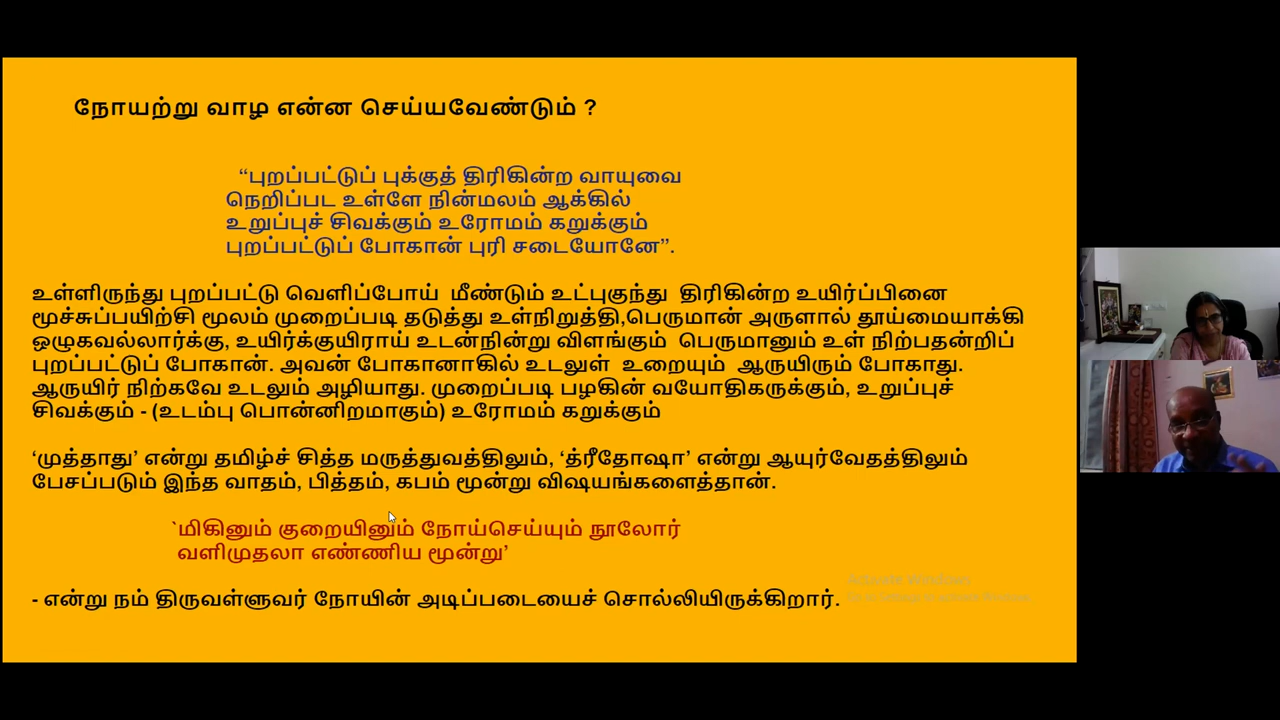 நோயற்று வாழ என்ன செய்யவேண்டும் ?
“புறப்பட்டுப் புக்குத் திரிகின்ற வாயுவை
நெறிப்பட உள்ளே நின்மலம் ஆக்கில்
உறுப்புச் சிவக்கும் உரோமம் கறுக்கும்
புறப்பட்டுப் போகான் புரி சடையோனே”.
உள்ளிருந்து புறப்பட்டு வெளிப்போய் மீண்டும் உட்புகுந்து திரிகின்ற உயிர்ப்பினை
மூச்சுப்பயிற்சி மூலம் முறைப்படி தடுத்து உள்நிறுத்தி,பெருமான் அருளால் தூய்மையாக்கி
ஒழுகவல்லார்க்கு, உயிர்க்குயிராய் உடன்நின்று விளங்கும் பெருமானும் உள் நிற்பதன்றிப்
புறப்பட்டுப் போகான். அவன் போகானாகில் உடலுள் உறையும் ஆருயிரும் போகாது.
ஆருயிர் நிற்கவே உடலும் அழியாது. முறைப்படி பழகின் வயோதிகருக்கும், உறுப்புச்
சிவக்கும் - (உடம்பு பொன்னிறமாகும்) உரோமம் கறுக்கும்
‘முத்தாது’ என்று தமிழ்ச் சித்த மருத்துவத்திலும், ‘த்ரீதோஷா’ என்று ஆயுர்வேதத்திலும்
பேசப்படும் இந்த வாதம், பித்தம், கபம் மூன்று விஷயங்களைத்தான்.
`மிகினும் குறையினும் நோய்செய்யும் நூலோர்
வளிமுதலா எண்ணிய மூன்று’
- என்று நம் திருவள்ளுவர் நோயின் அடிப்படையைச் சொல்லியிருக்கிறார்.
Activate Windows